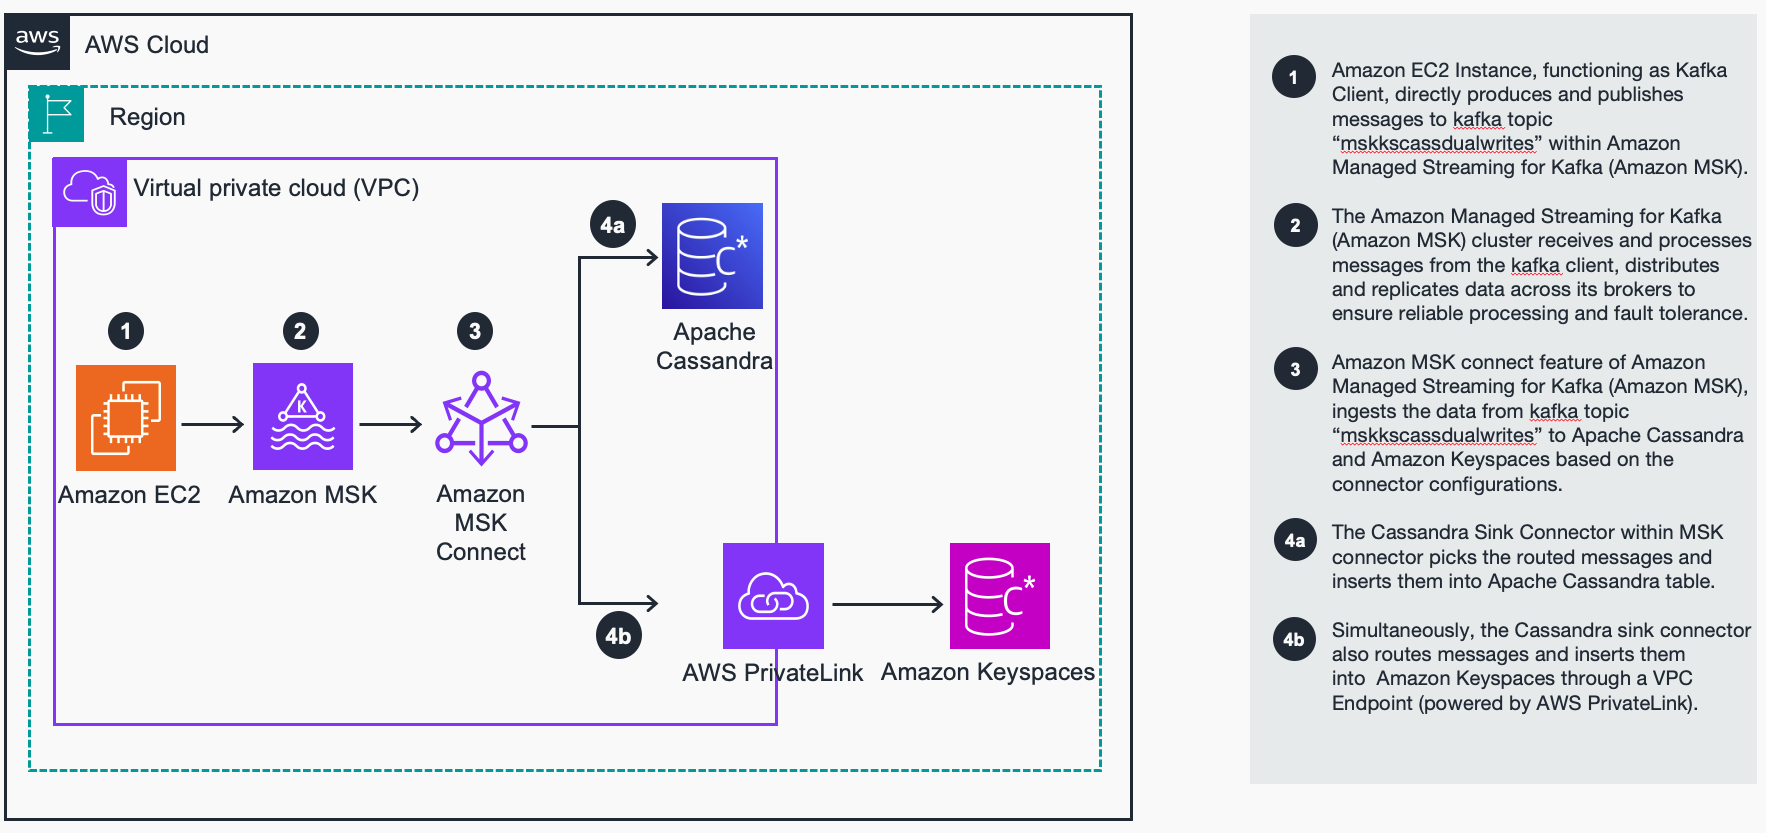 aws
AWS Cloud
Region
Virtual private cloud (VPC)
4a
Apache
Cassandra
1
2
3
K
C*
Amazon EC2
Amazon MSK
Amazon
MSK
Connect
4b
C*
AWS PrivateLink
Amazon Keyspaces
1
Amazon EC2 Instance, functioning as Kafka
Client, directly produces and publishes
messages to kafka topic
“mskkscassdualwrites” within Amazon
Managed Streaming for Kafka (Amazon MSK).
2
The Amazon Managed Streaming for Kafka
(Amazon MSK) cluster receives and processes
messages from the kafka client, distributes
and replicates data across its brokers to
ensure reliable processing and fault tolerance.
3
Amazon MSK connect feature of Amazon
Managed Streaming for Kafka (Amazon MSK),
ingests the data from kafka topic
“mskkscassdualwrites” to Apache Cassandra
and Amazon Keyspaces based on the
connector configurations.
4a
The Cassandra Sink Connector within MSK
connector picks the routed messages and
inserts them into Apache Cassandra table.
4b
Simultaneously, the Cassandra sink connector
also routes messages and inserts them
into  Amazon Keyspaces through a VPC
Endpoint (powered by AWS PrivateLink).